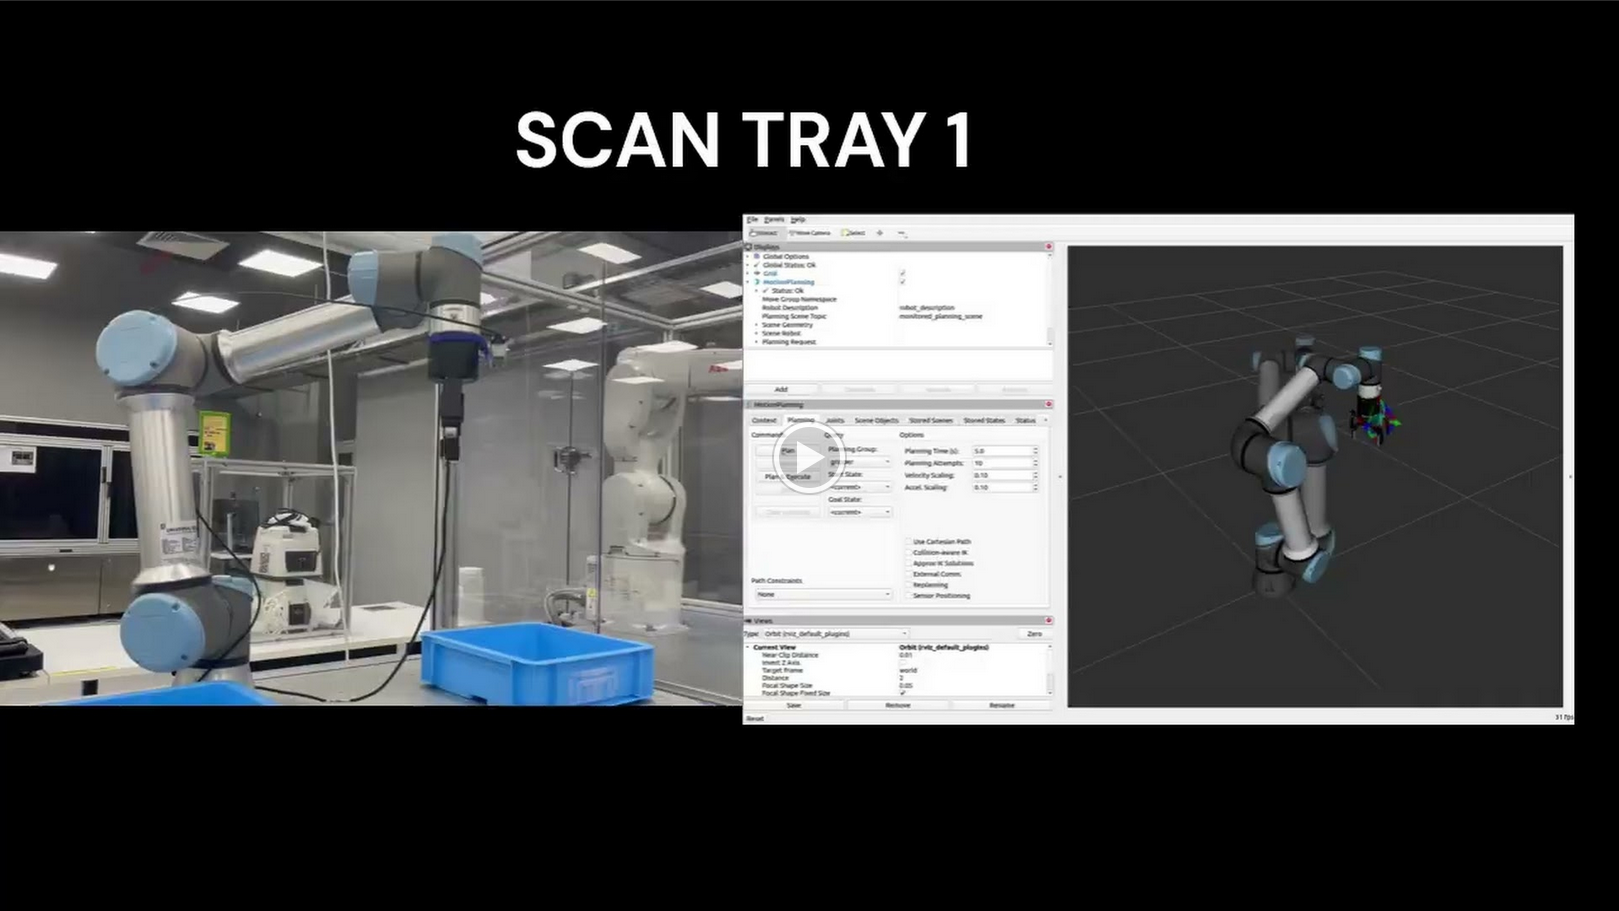 SCAN TRAY 1
File Panels Help
Interact Move Camera Select
Displays
Global Options
Global Status: Ok
Grid
MotionPlanning
Status: Ok
Move Group Namespace
Robot Description robot_description
Planning Scene Topic monitored_planning_scene
Scene Geometry
Scene Robot
Planning Request
Add
MotionPlanning
Context Planning Joints Scene Objects Stored Scenes Stored States Status
Query Options
Plan
Planning Group:
Planning Time (s): 5.0
Planning Attempts: 10
Velocity Scaling: 0.10
<current>
Accel. Scaling: 0.10
Goal State:
<current>
Use Cartesian Path
Collision-aware IK
Approx IK Solutions
External Comm.
Replanning
Sensor Positioning
Path Constraints
None
Views
Type: Orbit (rviz_default_plugins) Zero
Current View Orbit (rviz_default_plugins)
Near Clip Distance 0.01
Invert Z Axis
Target Frame world
Distance 2
Focal Shape Size 0.05
Focal Shape Fixed Size
Save Remove Rename
Reset 31 fps